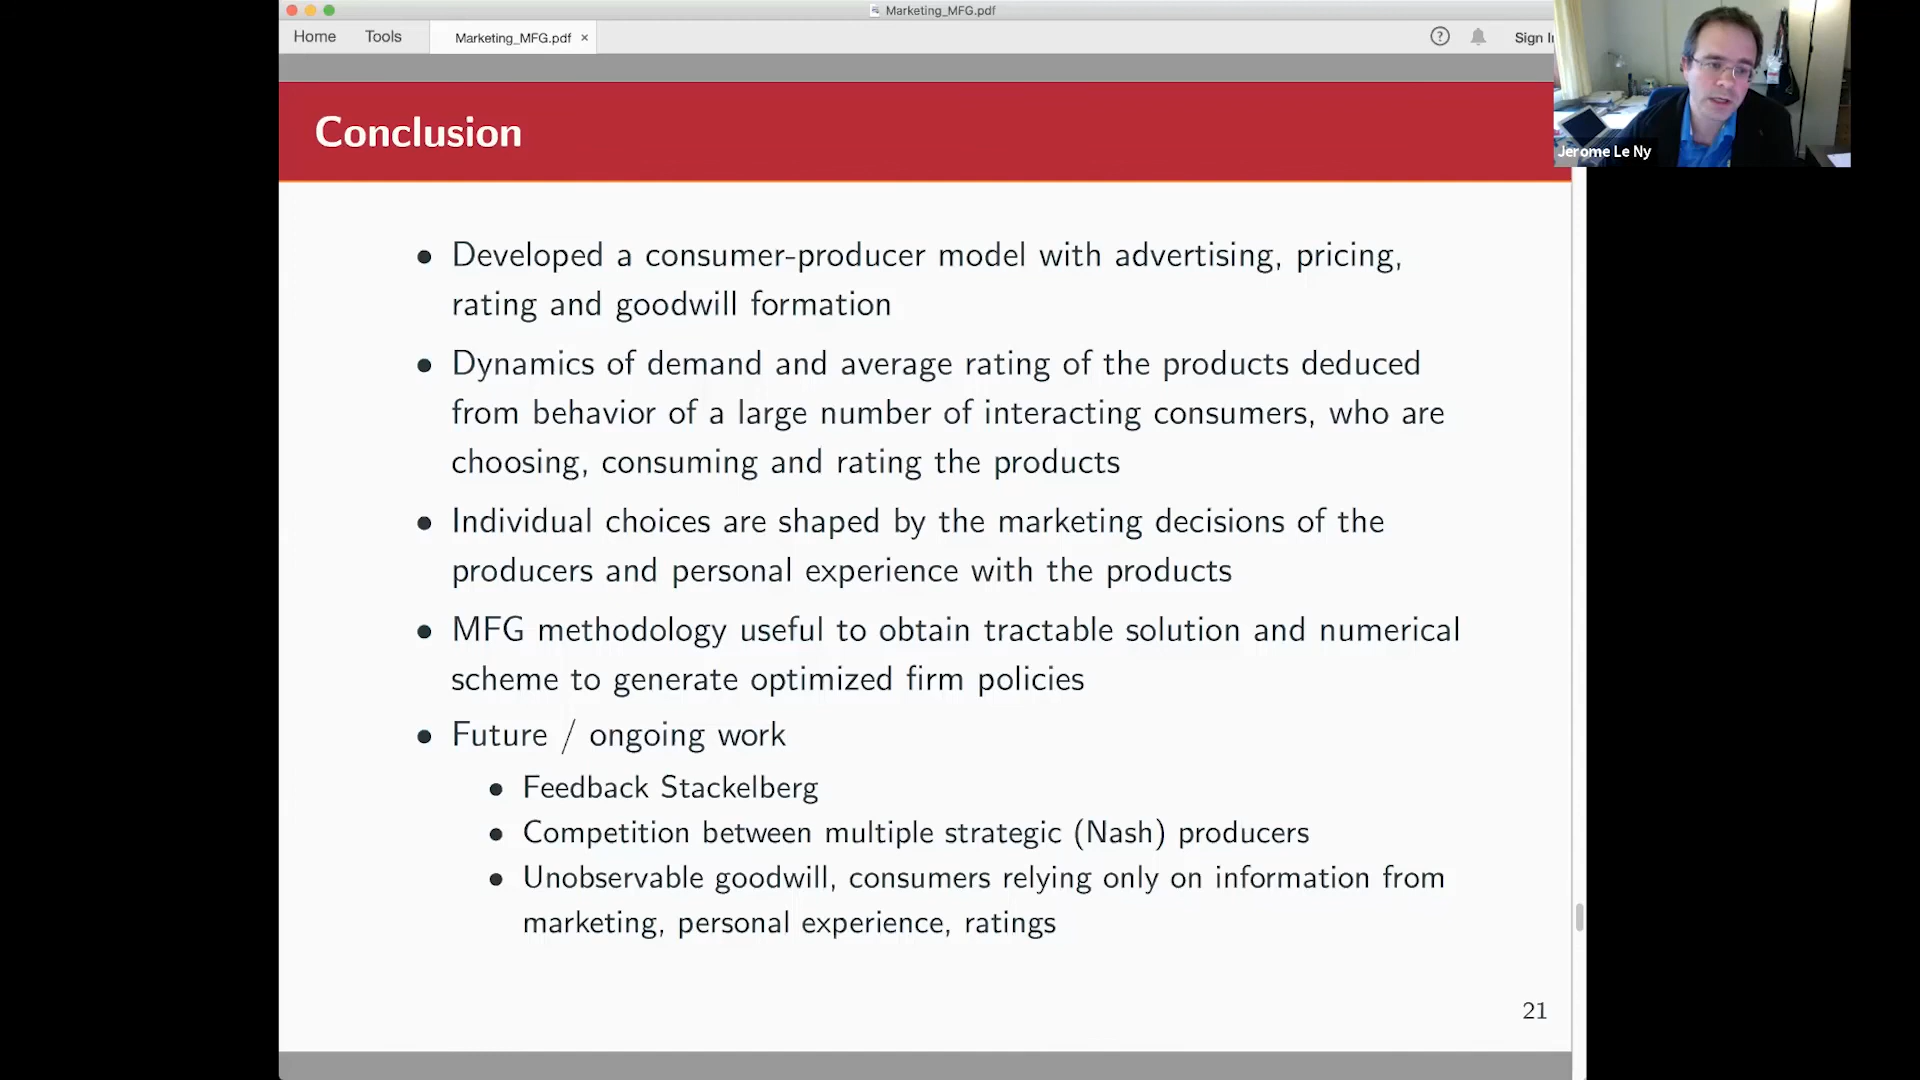 Marketing_MFG.pdf
Home Tools Marketing_MFG.pdf × ? Sign In
Jerome Le Ny
Conclusion
• Developed a consumer-producer model with advertising, pricing,
rating and goodwill formation
• Dynamics of demand and average rating of the products deduced
from behavior of a large number of interacting consumers, who are
choosing, consuming and rating the products
• Individual choices are shaped by the marketing decisions of the
producers and personal experience with the products
• MFG methodology useful to obtain tractable solution and numerical
scheme to generate optimized firm policies
• Future / ongoing work
• Feedback Stackelberg
• Competition between multiple strategic (Nash) producers
• Unobservable goodwill, consumers relying only on information from
marketing, personal experience, ratings
21